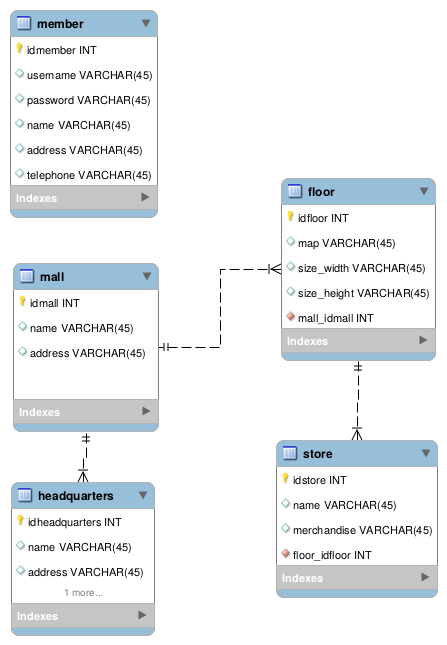 member
idmember INT
username VARCHAR(45)
password VARCHAR(45)
name VARCHAR(45)
address VARCHAR(45)
telephone VARCHAR(45)
Indexes
floor
idfloor INT
map VARCHAR(45)
size_width VARCHAR(45)
size_height VARCHAR(45)
mall_idmall INT
Indexes
mall
idmall INT
name VARCHAR(45)
address VARCHAR(45)
Indexes
store
idstore INT
name VARCHAR(45)
merchandise VARCHAR(45)
floor_idfloor INT
Indexes
headquarters
idheadquarters INT
name VARCHAR(45)
address VARCHAR(45)
1 more...
Indexes